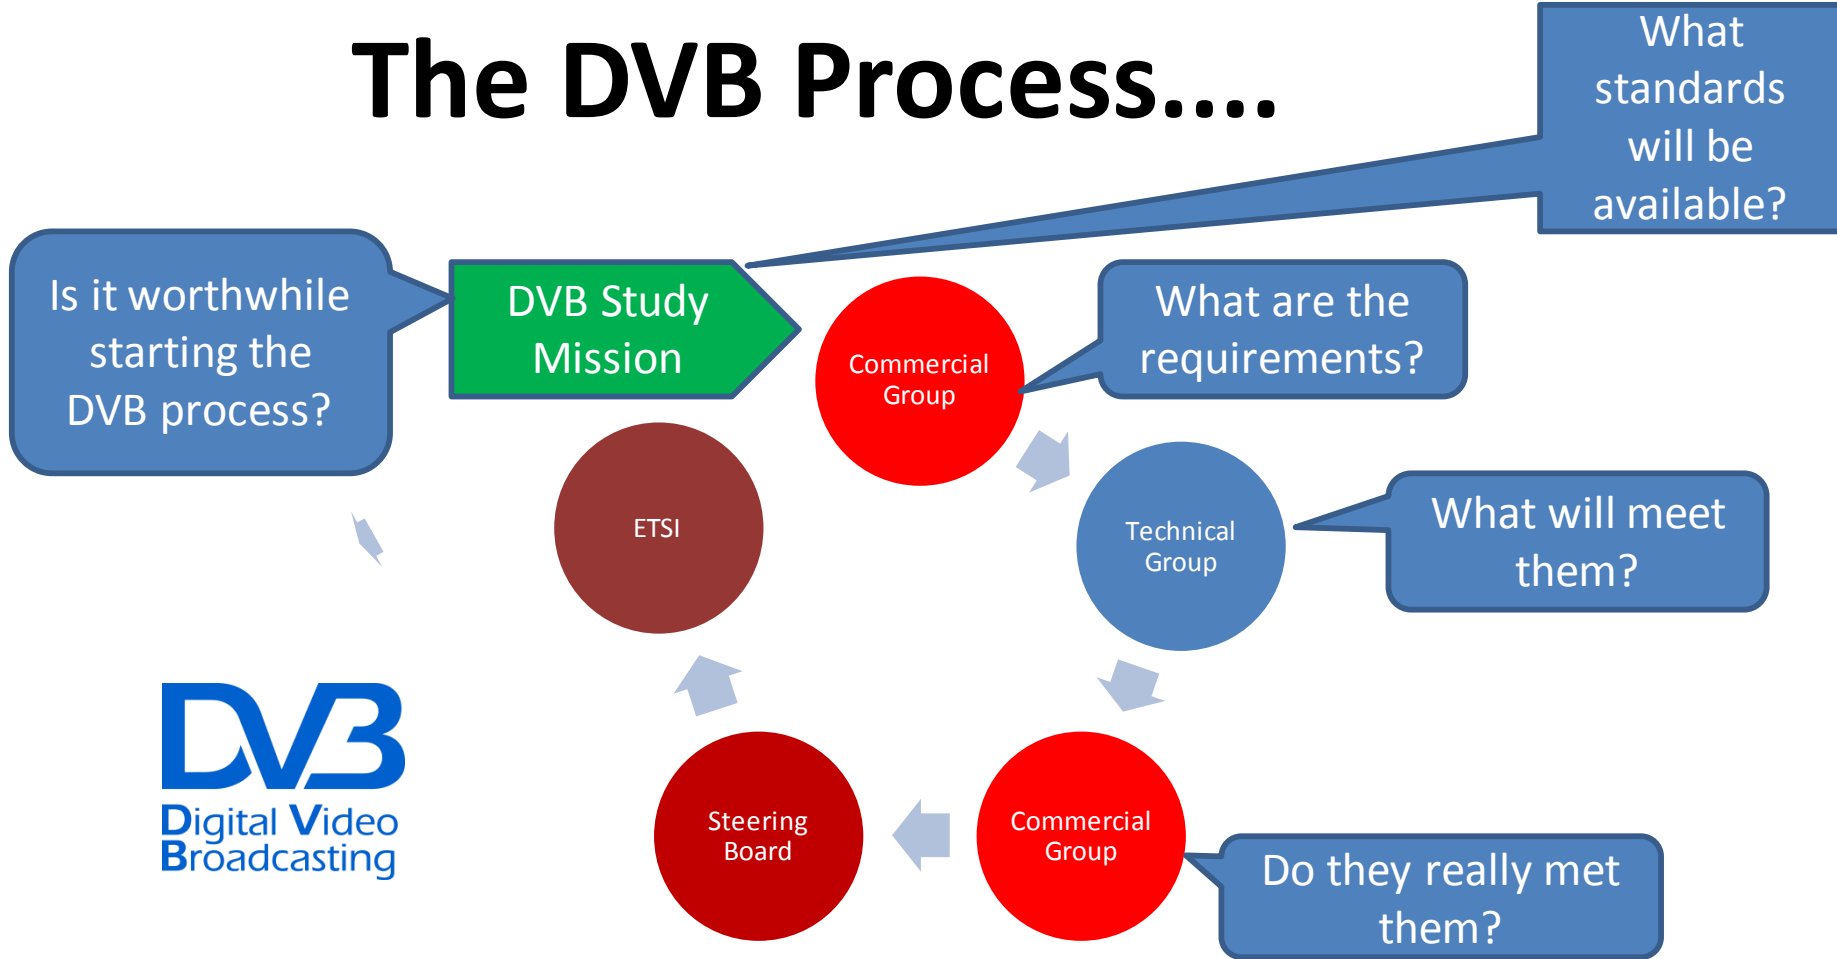 The DVB Process....
What
standards
will be
available?
Is it worthwhile
starting the
DVB process?
DVB Study
Mission
Commercial
Group
What are the
requirements?
ETSI
Technical
Group
What will meet
them?
DVB
Digital Video
Broadcasting
Steering
Board
Commercial
Group
Do they really met
them?